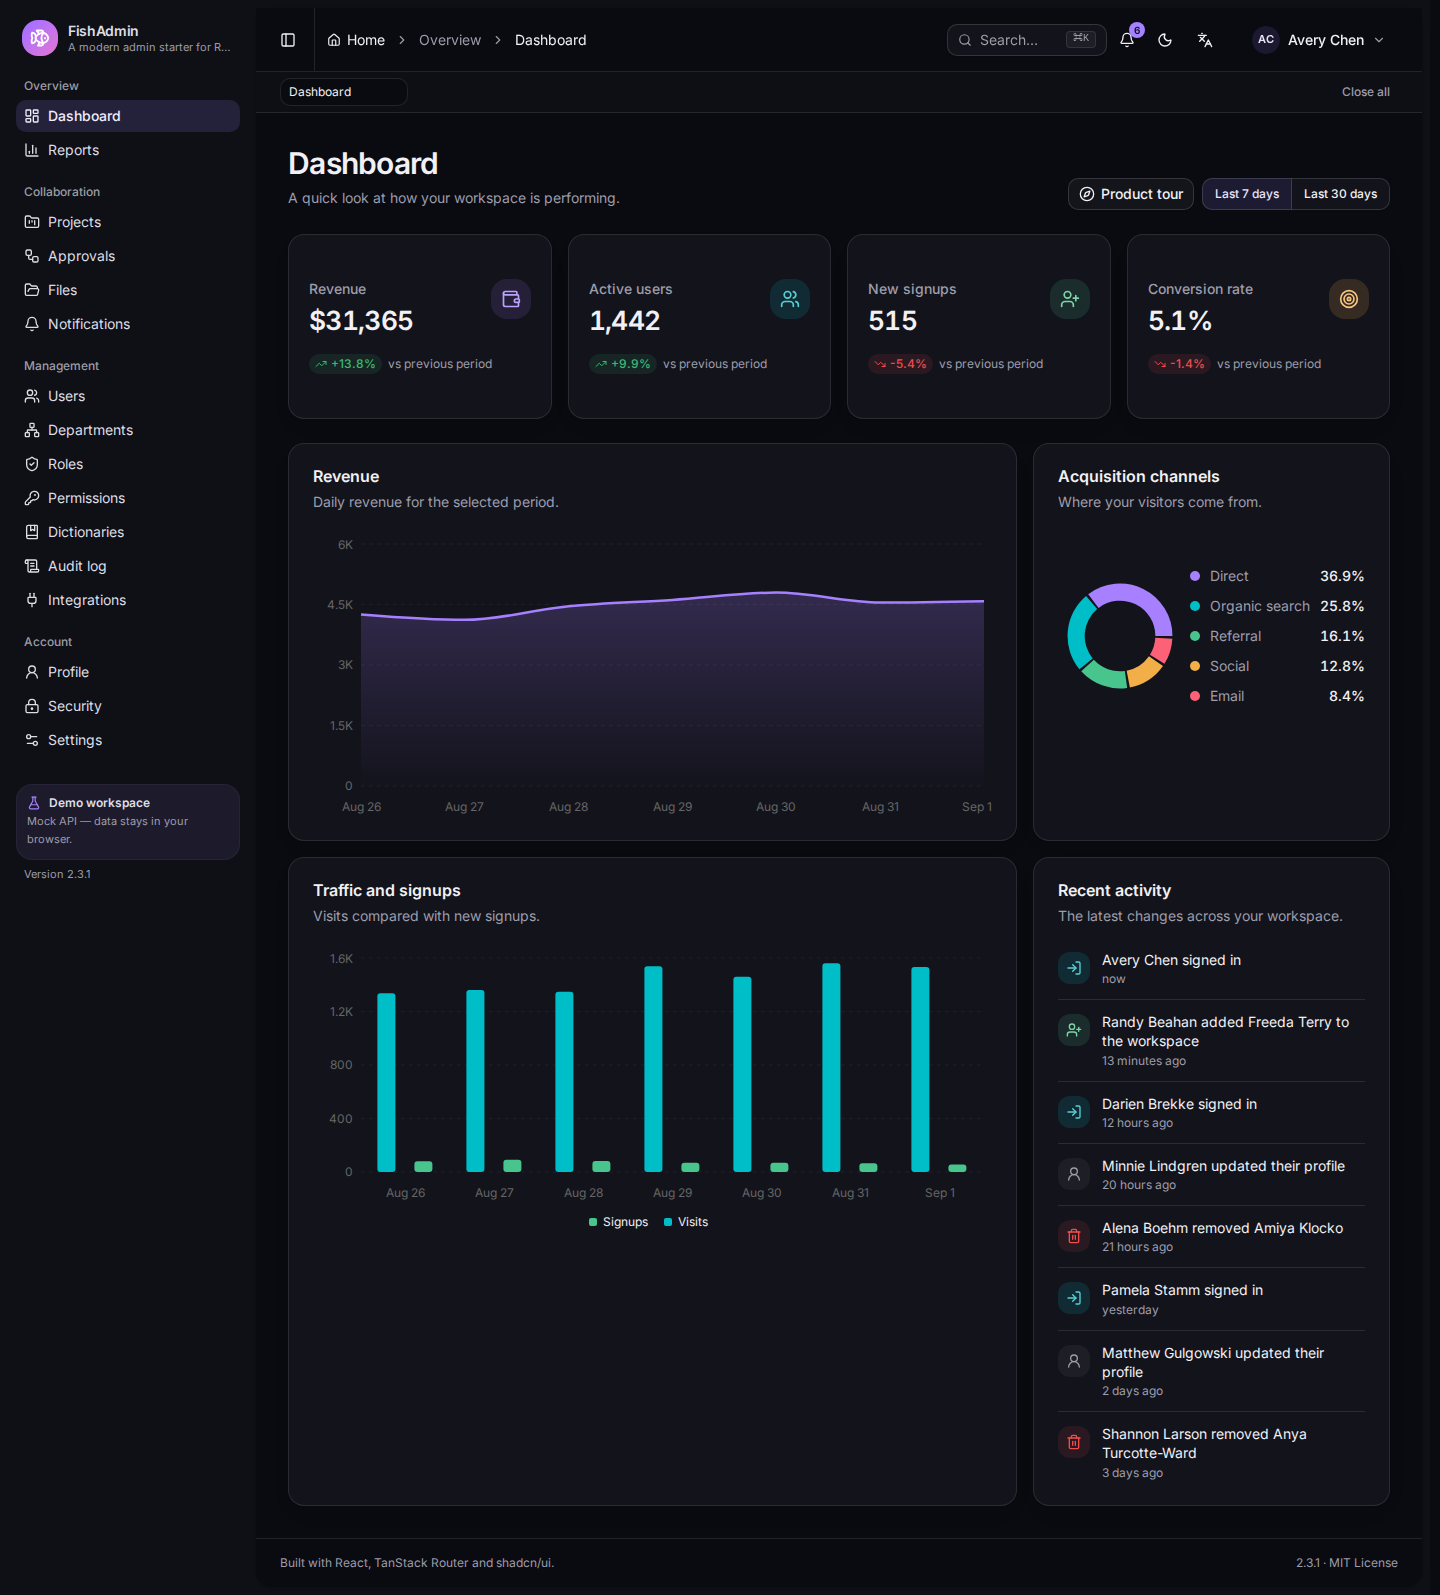 FishAdmin
A modern admin starter for R...
Overview
Dashboard
Reports
Collaboration
Projects
Approvals
Files
Notifications
Management
Users
Departments
Roles
Permissions
Dictionaries
Audit log
Integrations
Account
Profile
Security
Settings
Demo workspace
Mock API — data stays in your
browser.
Version 2.3.1
Home
Overview
Dashboard
Search...
⌘K
6
AC
Avery Chen
Dashboard
Close all
Dashboard
A quick look at how your workspace is performing.
Product tour
Last 7 days
Last 30 days
Revenue
$31,365
+13.8% vs previous period
Active users
1,442
+9.9% vs previous period
New signups
515
-5.4% vs previous period
Conversion rate
5.1%
-1.4% vs previous period
Revenue
Daily revenue for the selected period.
6K
4.5K
3K
1.5K
0
Aug 26
Aug 27
Aug 28
Aug 29
Aug 30
Aug 31
Sep 1
Acquisition channels
Where your visitors come from.
Direct 36.9%
Organic search 25.8%
Referral 16.1%
Social 12.8%
Email 8.4%
Traffic and signups
Visits compared with new signups.
1.6K
1.2K
800
400
0
Aug 26
Aug 27
Aug 28
Aug 29
Aug 30
Aug 31
Sep 1
Signups
Visits
Recent activity
The latest changes across your workspace.
Avery Chen signed in
now
Randy Beahan added Freeda Terry to
the workspace
13 minutes ago
Darien Brekke signed in
12 hours ago
Minnie Lindgren updated their profile
20 hours ago
Alena Boehm removed Amiya Klocko
21 hours ago
Pamela Stamm signed in
yesterday
Matthew Gulgowski updated their
profile
2 days ago
Shannon Larson removed Anya
Turcotte-Ward
3 days ago
Built with React, TanStack Router and shadcn/ui.
2.3.1 · MIT License